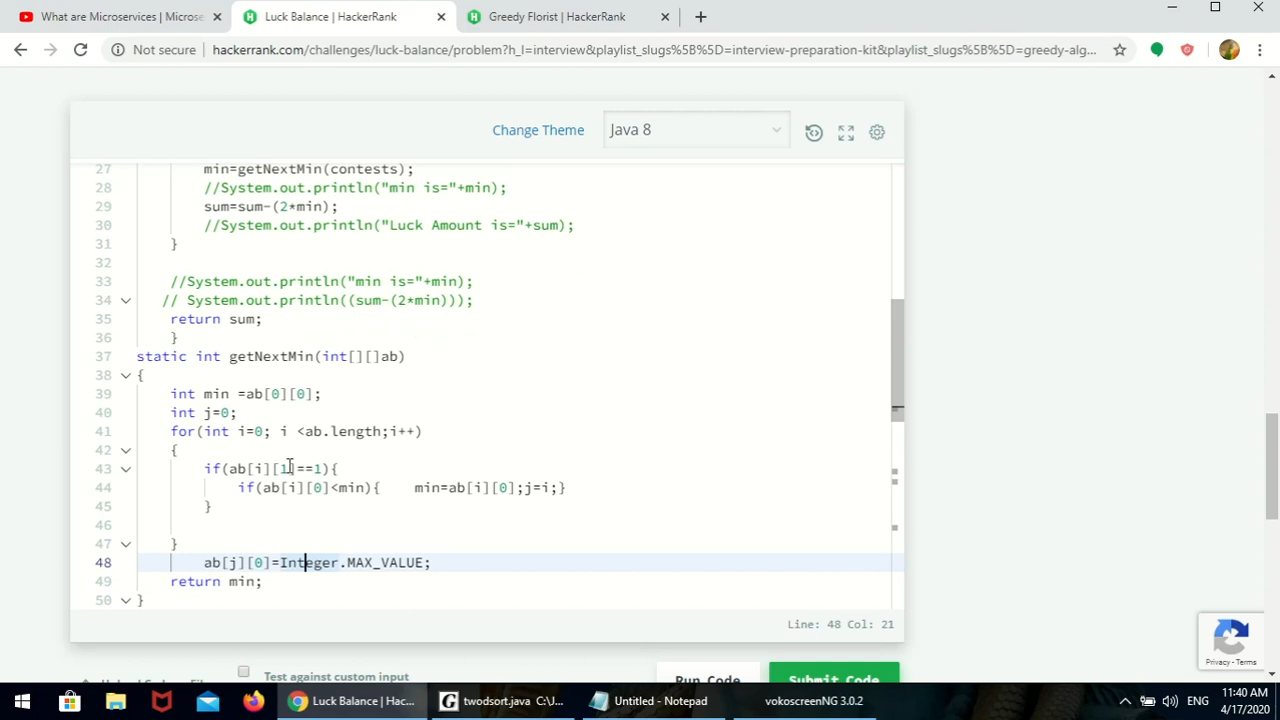 What are Microservices | Microse
Luck Balance | HackerRank
Greedy Florist | HackerRank
Not secure
hackerrank.com/challenges/luck-balance/problem?h_l=interview&playlist_slugs%5B%5D=interview-preparation-kit&playlist_slugs%5B%5D=greedy-alg...
Change Theme
Java 8
27 min=getNextMin(contests);
28 //System.out.println("min is="+min);
29 sum=sum-(2*min);
30 //System.out.println("Luck Amount is="+sum);
31 }
32
33 //System.out.println("min is="+min);
34 // System.out.println((sum-(2*min)));
35 return sum;
36 }
37 static int getNextMin(int[][]ab)
38 {
39 int min =ab[0][0];
40 int j=0;
41 for(int i=0; i <ab.length;i++)
42 {
43 if(ab[i][1]==1){
44 if(ab[i][0]<min){ min=ab[i][0];j=i;}
45 }
46
47 }
48 ab[j][0]=Integer.MAX_VALUE;
49 return min;
50 }
Line: 48 Col: 21
Test against custom input
Run Code
Submit Code
Privacy - Terms
Luck Balance | Hac...
twodsort.java C:\U...
Untitled - Notepad
vokoscreenNG 3.0.2
ENG
11:40 AM
4/17/2020